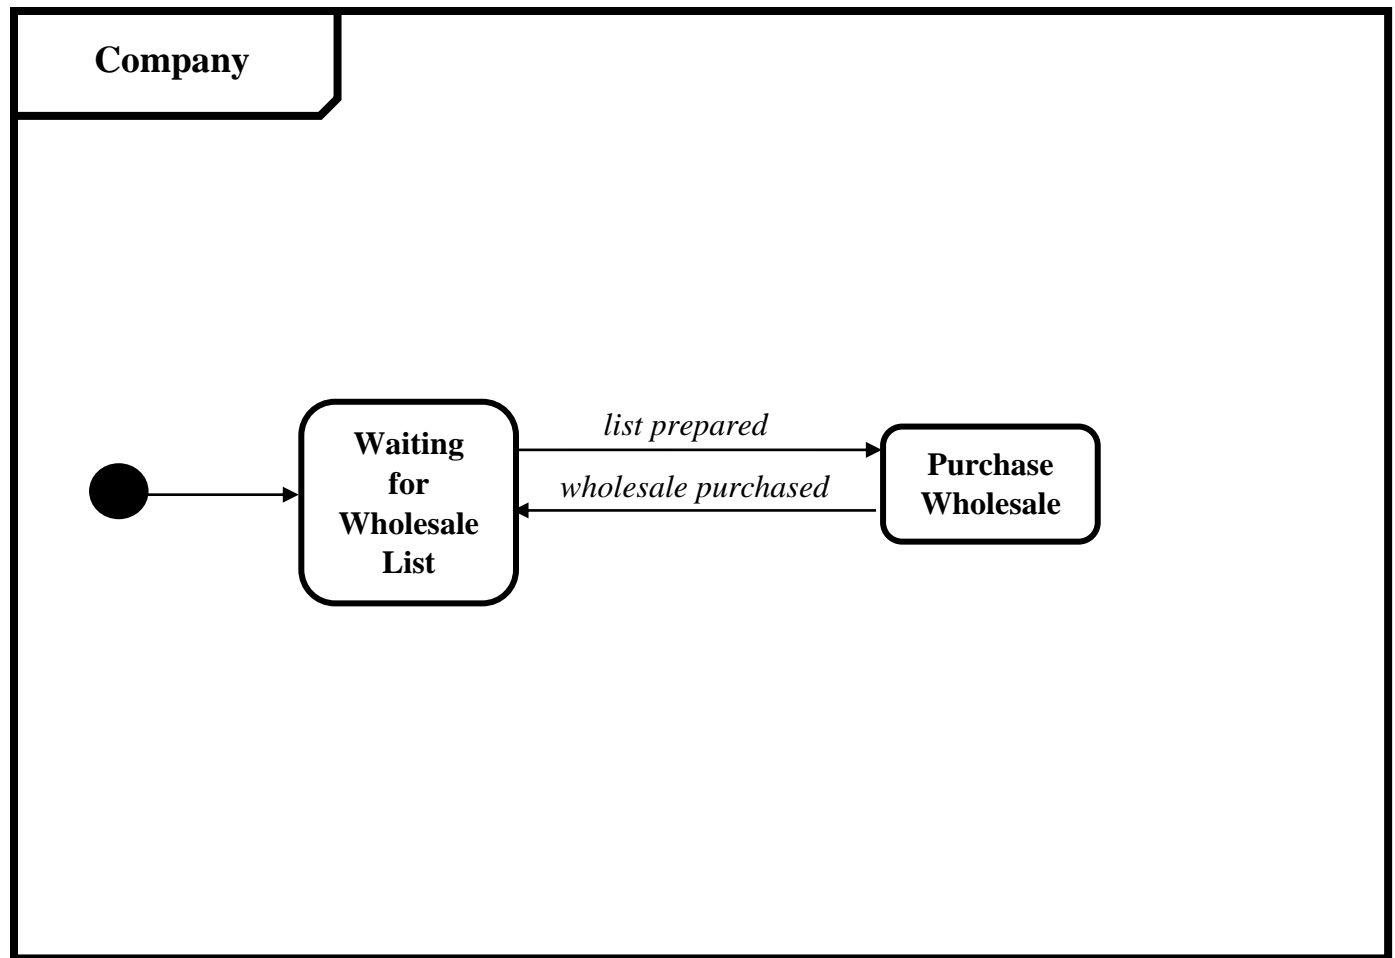 Company
Waiting
for
Wholesale
List
list prepared
wholesale purchased
Purchase
Wholesale